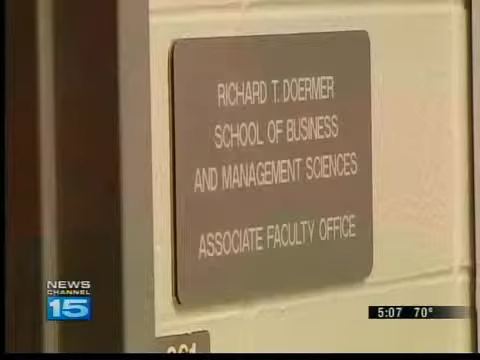 RICHARD T. DOERMER
SCHOOL OF BUSINESS
AND MANAGEMENT SCIENCES
ASSOCIATE FACULTY OFFICE
NEWS
CHANNEL
15
5:07 70°